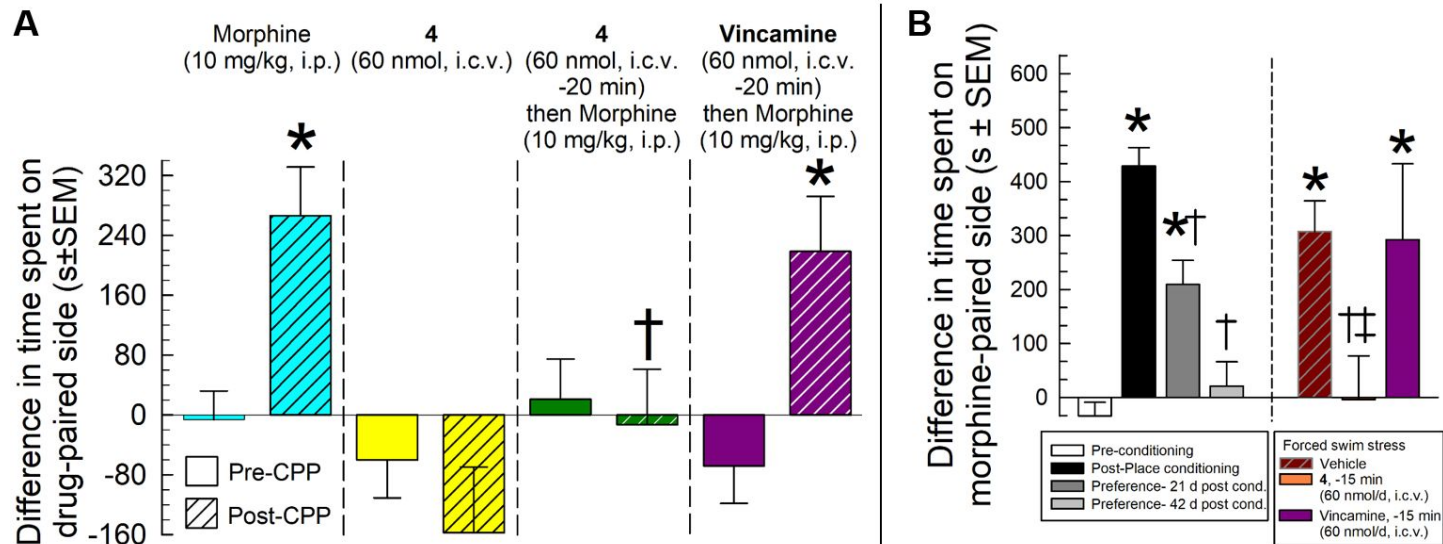 A
Morphine
(10 mg/kg, i.p.)
4
(60 nmol, i.c.v.)
4
(60 nmol, i.c.v.
-20 min)
then Morphine
(10 mg/kg, i.p.)
Vincamine
(60 nmol, i.c.v.
-20 min)
then Morphine
(10 mg/kg, i.p.)
Difference in time spent on
drug-paired side (s±SEM)
320
240
160
80
0
-80
-160
*
†
*
Pre-CPP
Post-CPP
B
Difference in time spent on
morphine-paired side (s ± SEM)
600
500
400
300
200
100
0
*
*†
†
*
†‡
*
Pre-conditioning
Post-Place conditioning
Preference- 21 d post cond.
Preference- 42 d post cond.
Forced swim stress
Vehicle
4, -15 min
(60 nmol/d, i.c.v.)
Vincamine, -15 min
(60 nmol/d, i.c.v.)